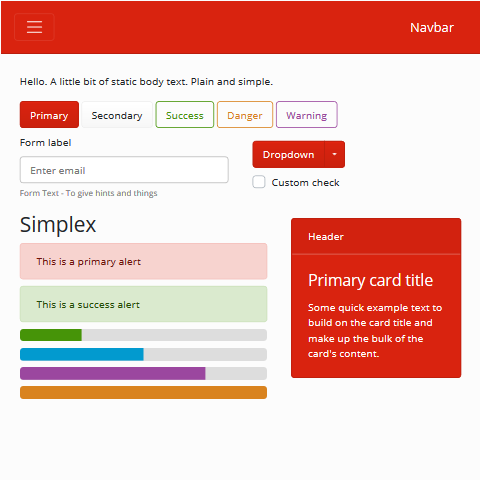 Navbar
Hello. A little bit of static body text. Plain and simple.
Primary
Secondary
Success
Danger
Warning
Form label
Enter email
Form Text - To give hints and things
Dropdown
Custom check
Simplex
This is a primary alert
This is a success alert
Header
Primary card title
Some quick example text to
build on the card title and
make up the bulk of the
card's content.